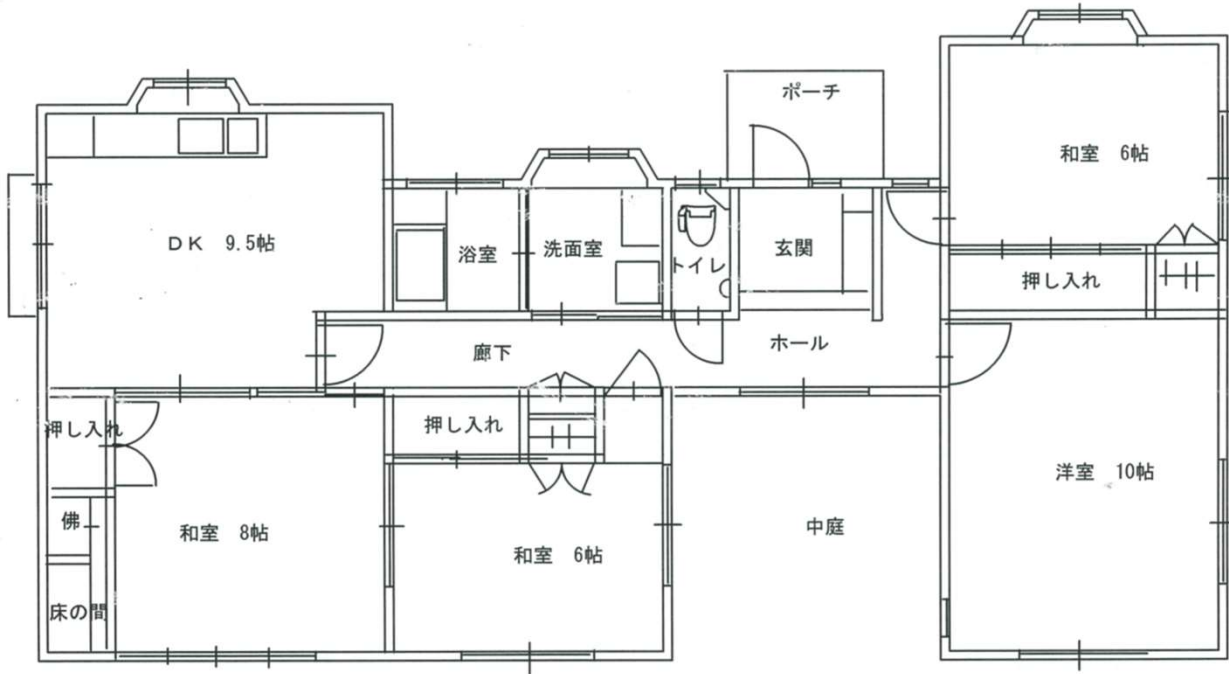 ポーチ
和室 6帖
DK 9.5帖
浴室
洗面室
トイレ
玄関
押し入れ
廊下
ホール
押し入れ
押し入れ
洋室 10帖
佛
和室 8帖
和室 6帖
中庭
床の間